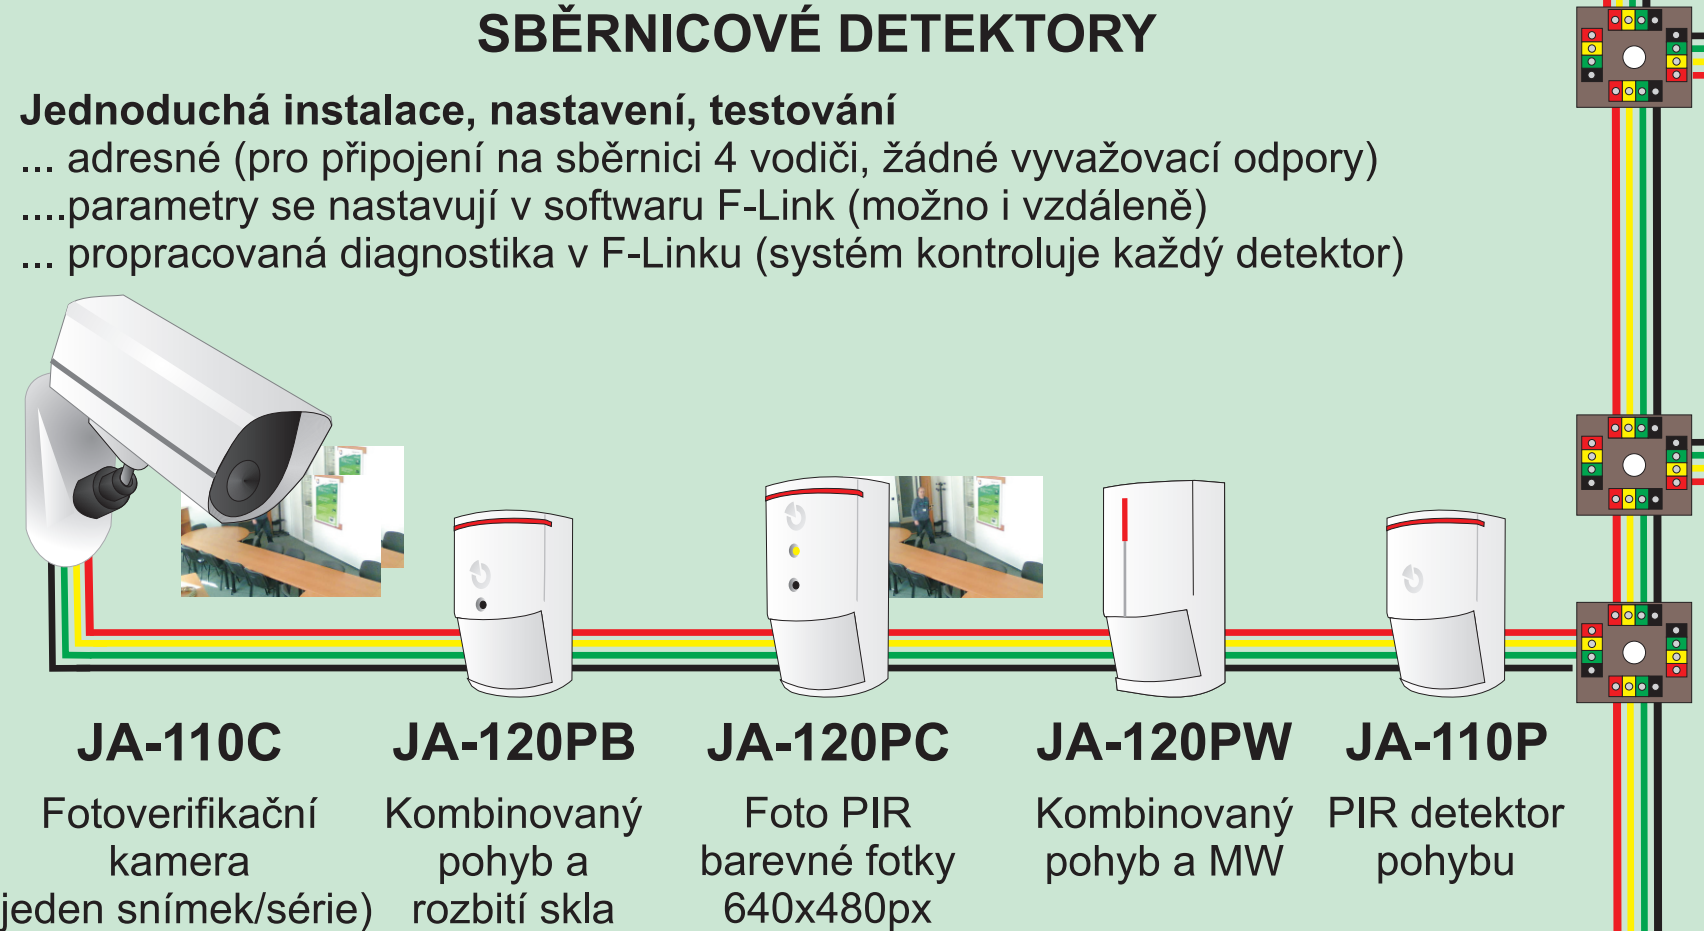 SBĚRNICOVÉ DETEKTORY
Jednoduchá instalace, nastavení, testování
... adresné (pro připojení na sběrnici 4 vodiči, žádné vyvažovací odpory)
....parametry se nastavují v softwaru F-Link (možno i vzdáleně)
... propracovaná diagnostika v F-Linku (systém kontroluje každý detektor)
JA-110C
Fotoverifikační
kamera
jeden snímek/série)
JA-120PB
Kombinovaný
pohyb a
rozbití skla
JA-120PC
Foto PIR
barevné fotky
640x480px
JA-120PW
Kombinovaný
pohyb a MW
JA-110P
PIR detektor
pohybu